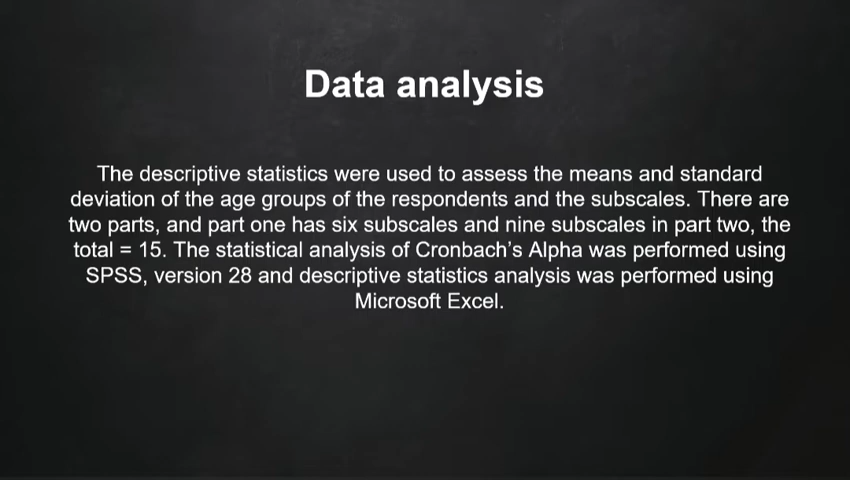 Data analysis
The descriptive statistics were used to assess the means and standard
deviation of the age groups of the respondents and the subscales. There are
two parts, and part one has six subscales and nine subscales in part two, the
total = 15. The statistical analysis of Cronbach’s Alpha was performed using
SPSS, version 28 and descriptive statistics analysis was performed using
Microsoft Excel.